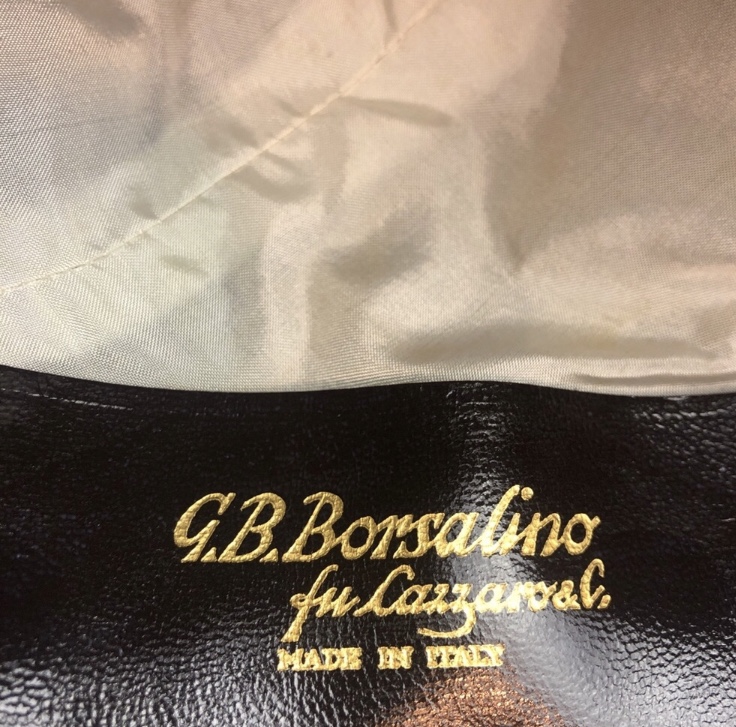 G.B.Borsalino
fu Lazzaro & C.
MADE IN ITALY